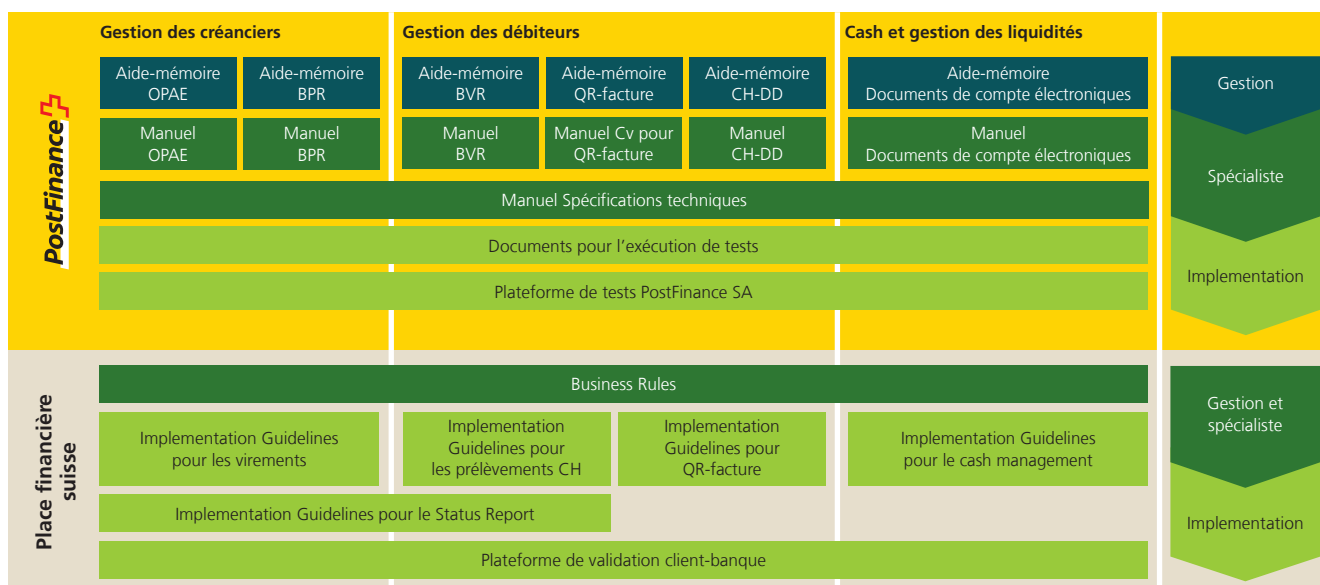 Gestion des créanciers
Gestion des débiteurs
Cash et gestion des liquidités
PostFinance
Aide-mémoire
OPAE
Aide-mémoire
BPR
Aide-mémoire
BVR
Aide-mémoire
QR-facture
Aide-mémoire
CH-DD
Aide-mémoire
Documents de compte électroniques
Gestion
Manuel
OPAE
Manuel
BPR
Manuel
BVR
Manuel Cv pour
QR-facture
Manuel
CH-DD
Manuel
Documents de compte électroniques
Spécialiste
Manuel Spécifications techniques
Documents pour l'exécution de tests
Implementation
Plateforme de tests PostFinance SA
Place financière
suisse
Business Rules
Gestion et
spécialiste
Implementation Guidelines
pour les virements
Implementation
Guidelines pour
les prélèvements CH
Implementation
Guidelines pour
QR-facture
Implementation Guidelines
pour le cash management
Implementation Guidelines pour le Status Report
Implementation
Plateforme de validation client-banque